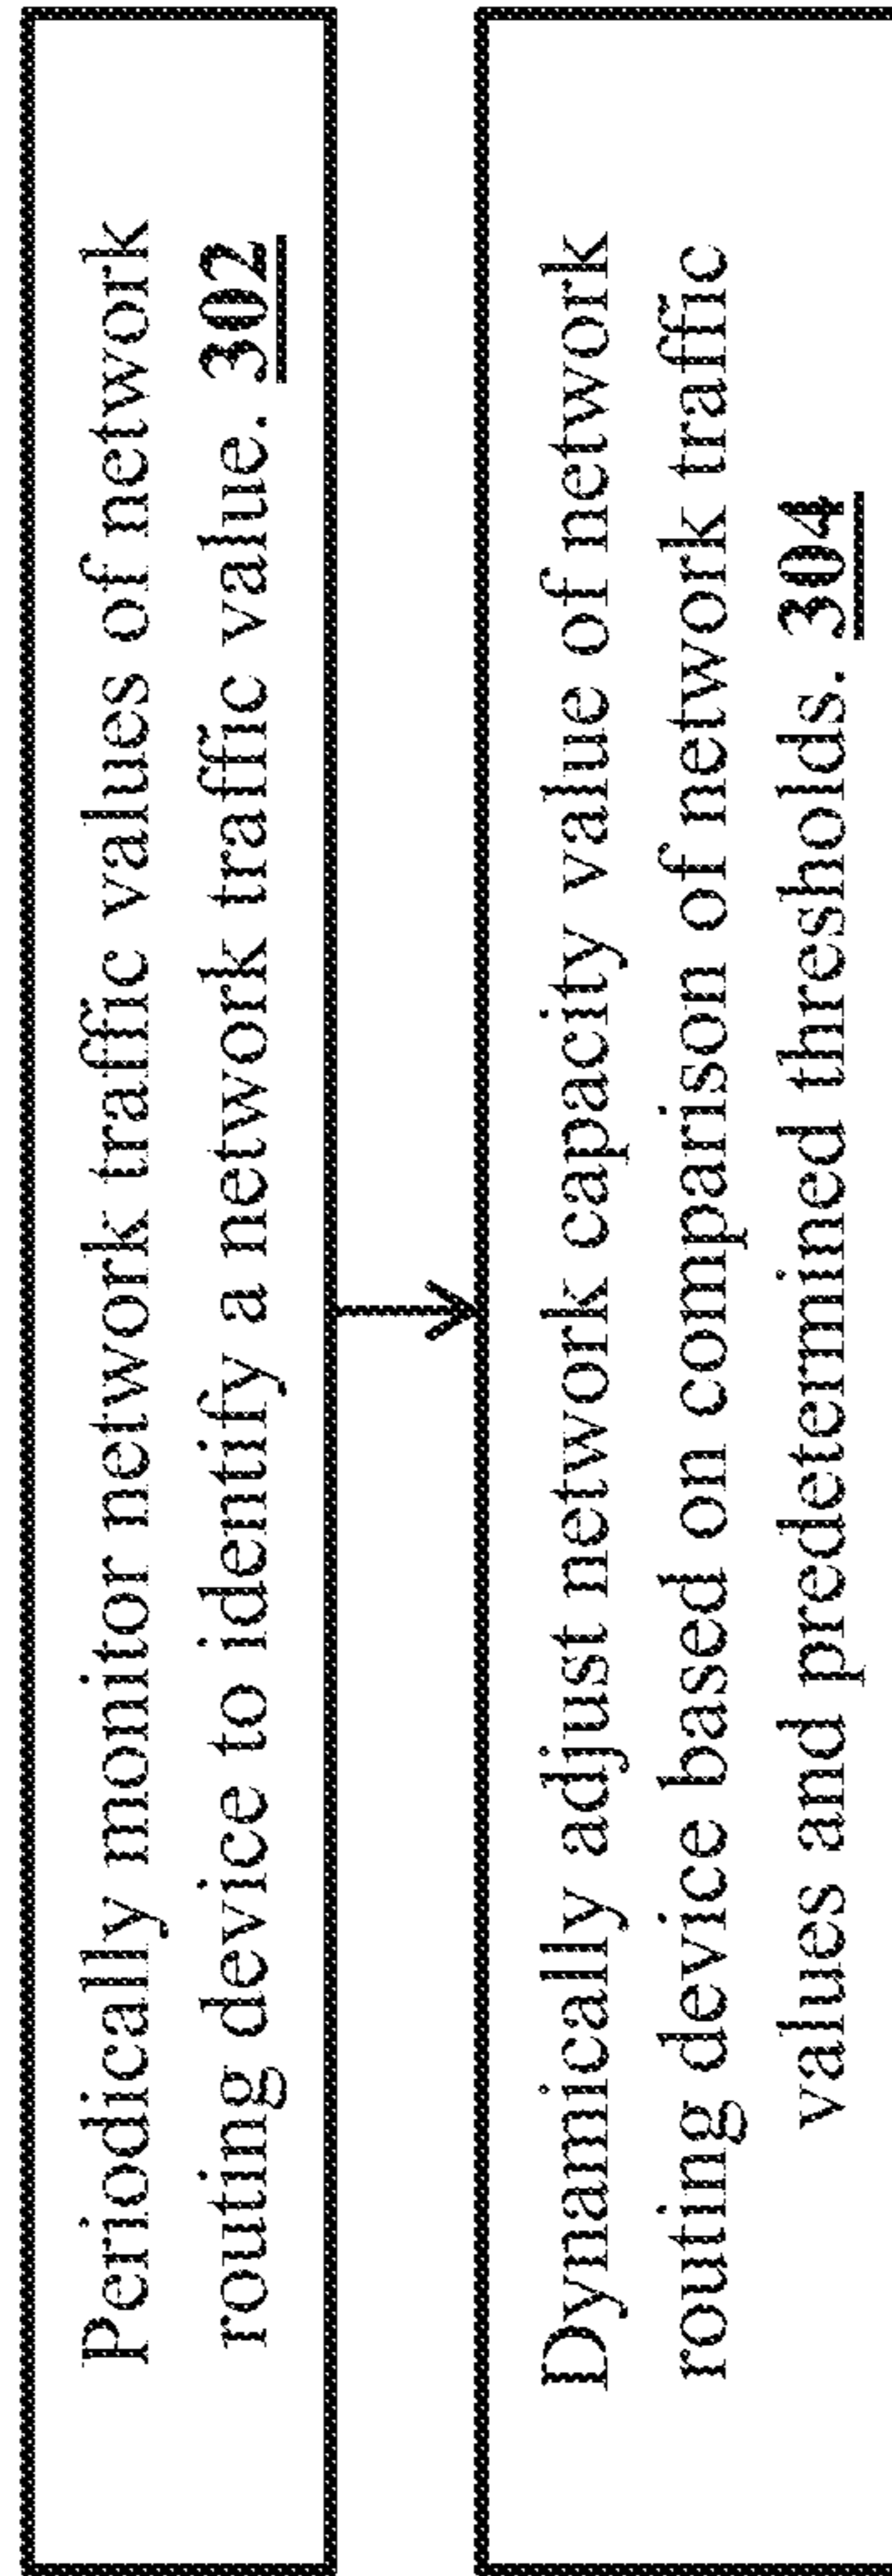 Periodically monitor network traffic values of network
routing device to identify a network traffic value. 302
Dynamically adjust network capacity value of network
routing device based on comparison of network traffic
values and predetermined thresholds. 304